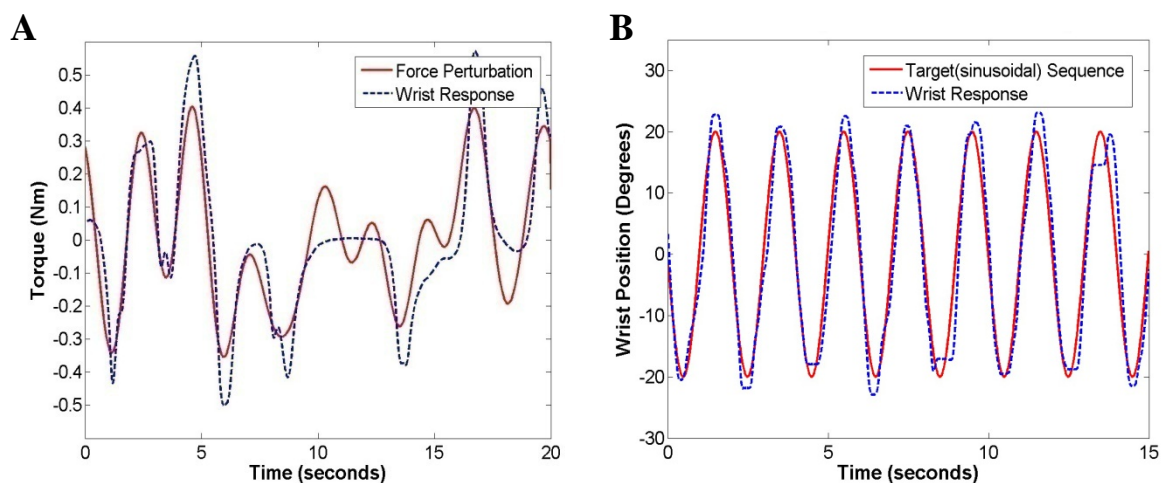 A
Force Perturbation
Wrist Response
0.5
0.4
0.3
0.2
0.1
0
-0.1
-0.2
-0.3
-0.4
-0.5
Torque (Nm)
0 5 10 15 20
Time (seconds)
B
Target(sinusoidal) Sequence
Wrist Response
30
20
10
0
-10
-20
-30
Wrist Position (Degrees)
0 5 10 15
Time (seconds)